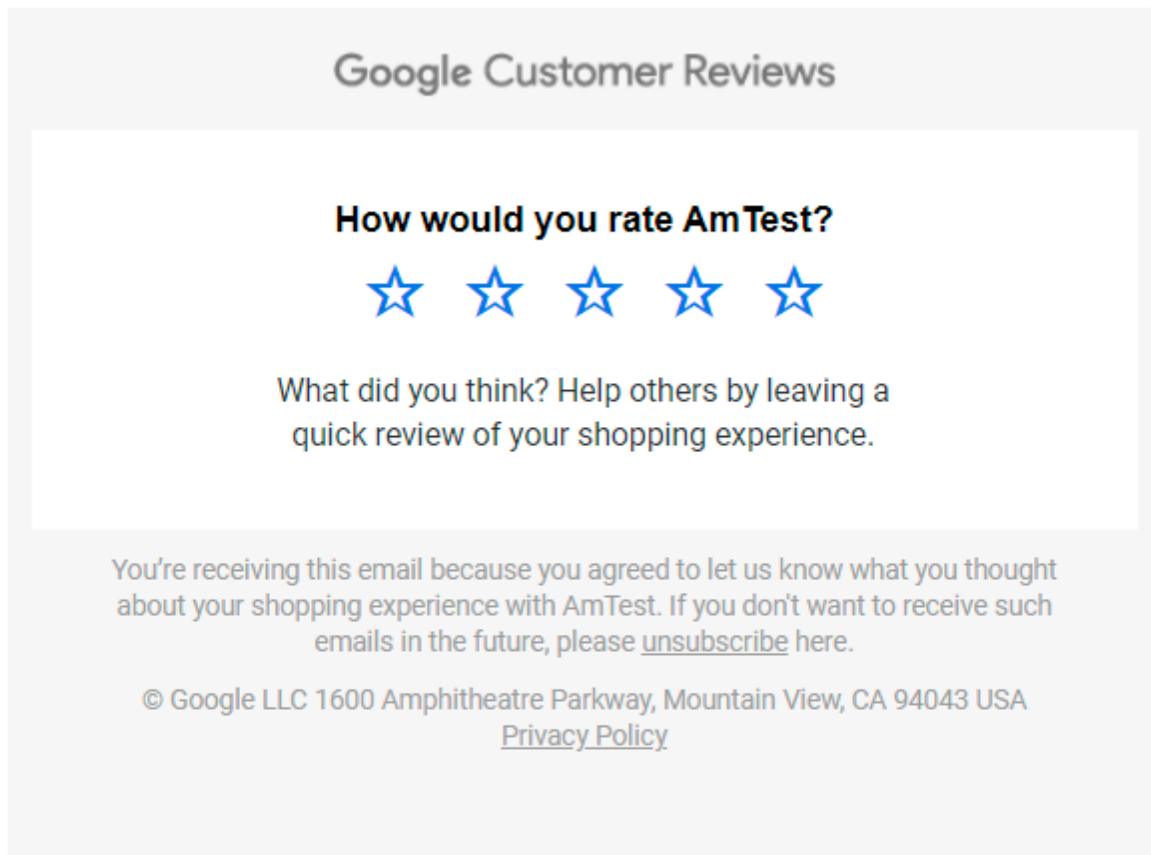 Google Customer Reviews
How would you rate AmTest?
What did you think? Help others by leaving a
quick review of your shopping experience.
You’re receiving this email because you agreed to let us know what you thought
about your shopping experience with AmTest. If you don't want to receive such
emails in the future, please unsubscribe here.
© Google LLC 1600 Amphitheatre Parkway, Mountain View, CA 94043 USA
Privacy Policy